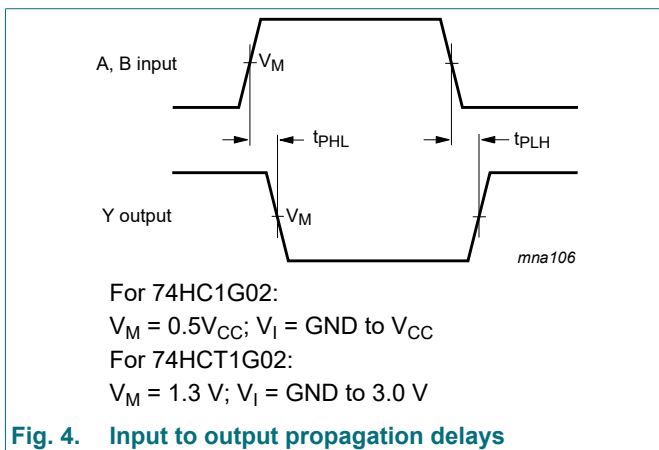 A, B input
VM
tPHL
tPLH
Y output
VM
mna106
For 74HC1G02:
VM = 0.5VCC; VI = GND to VCC
For 74HCT1G02:
VM = 1.3 V; VI = GND to 3.0 V
Fig. 4. Input to output propagation delays